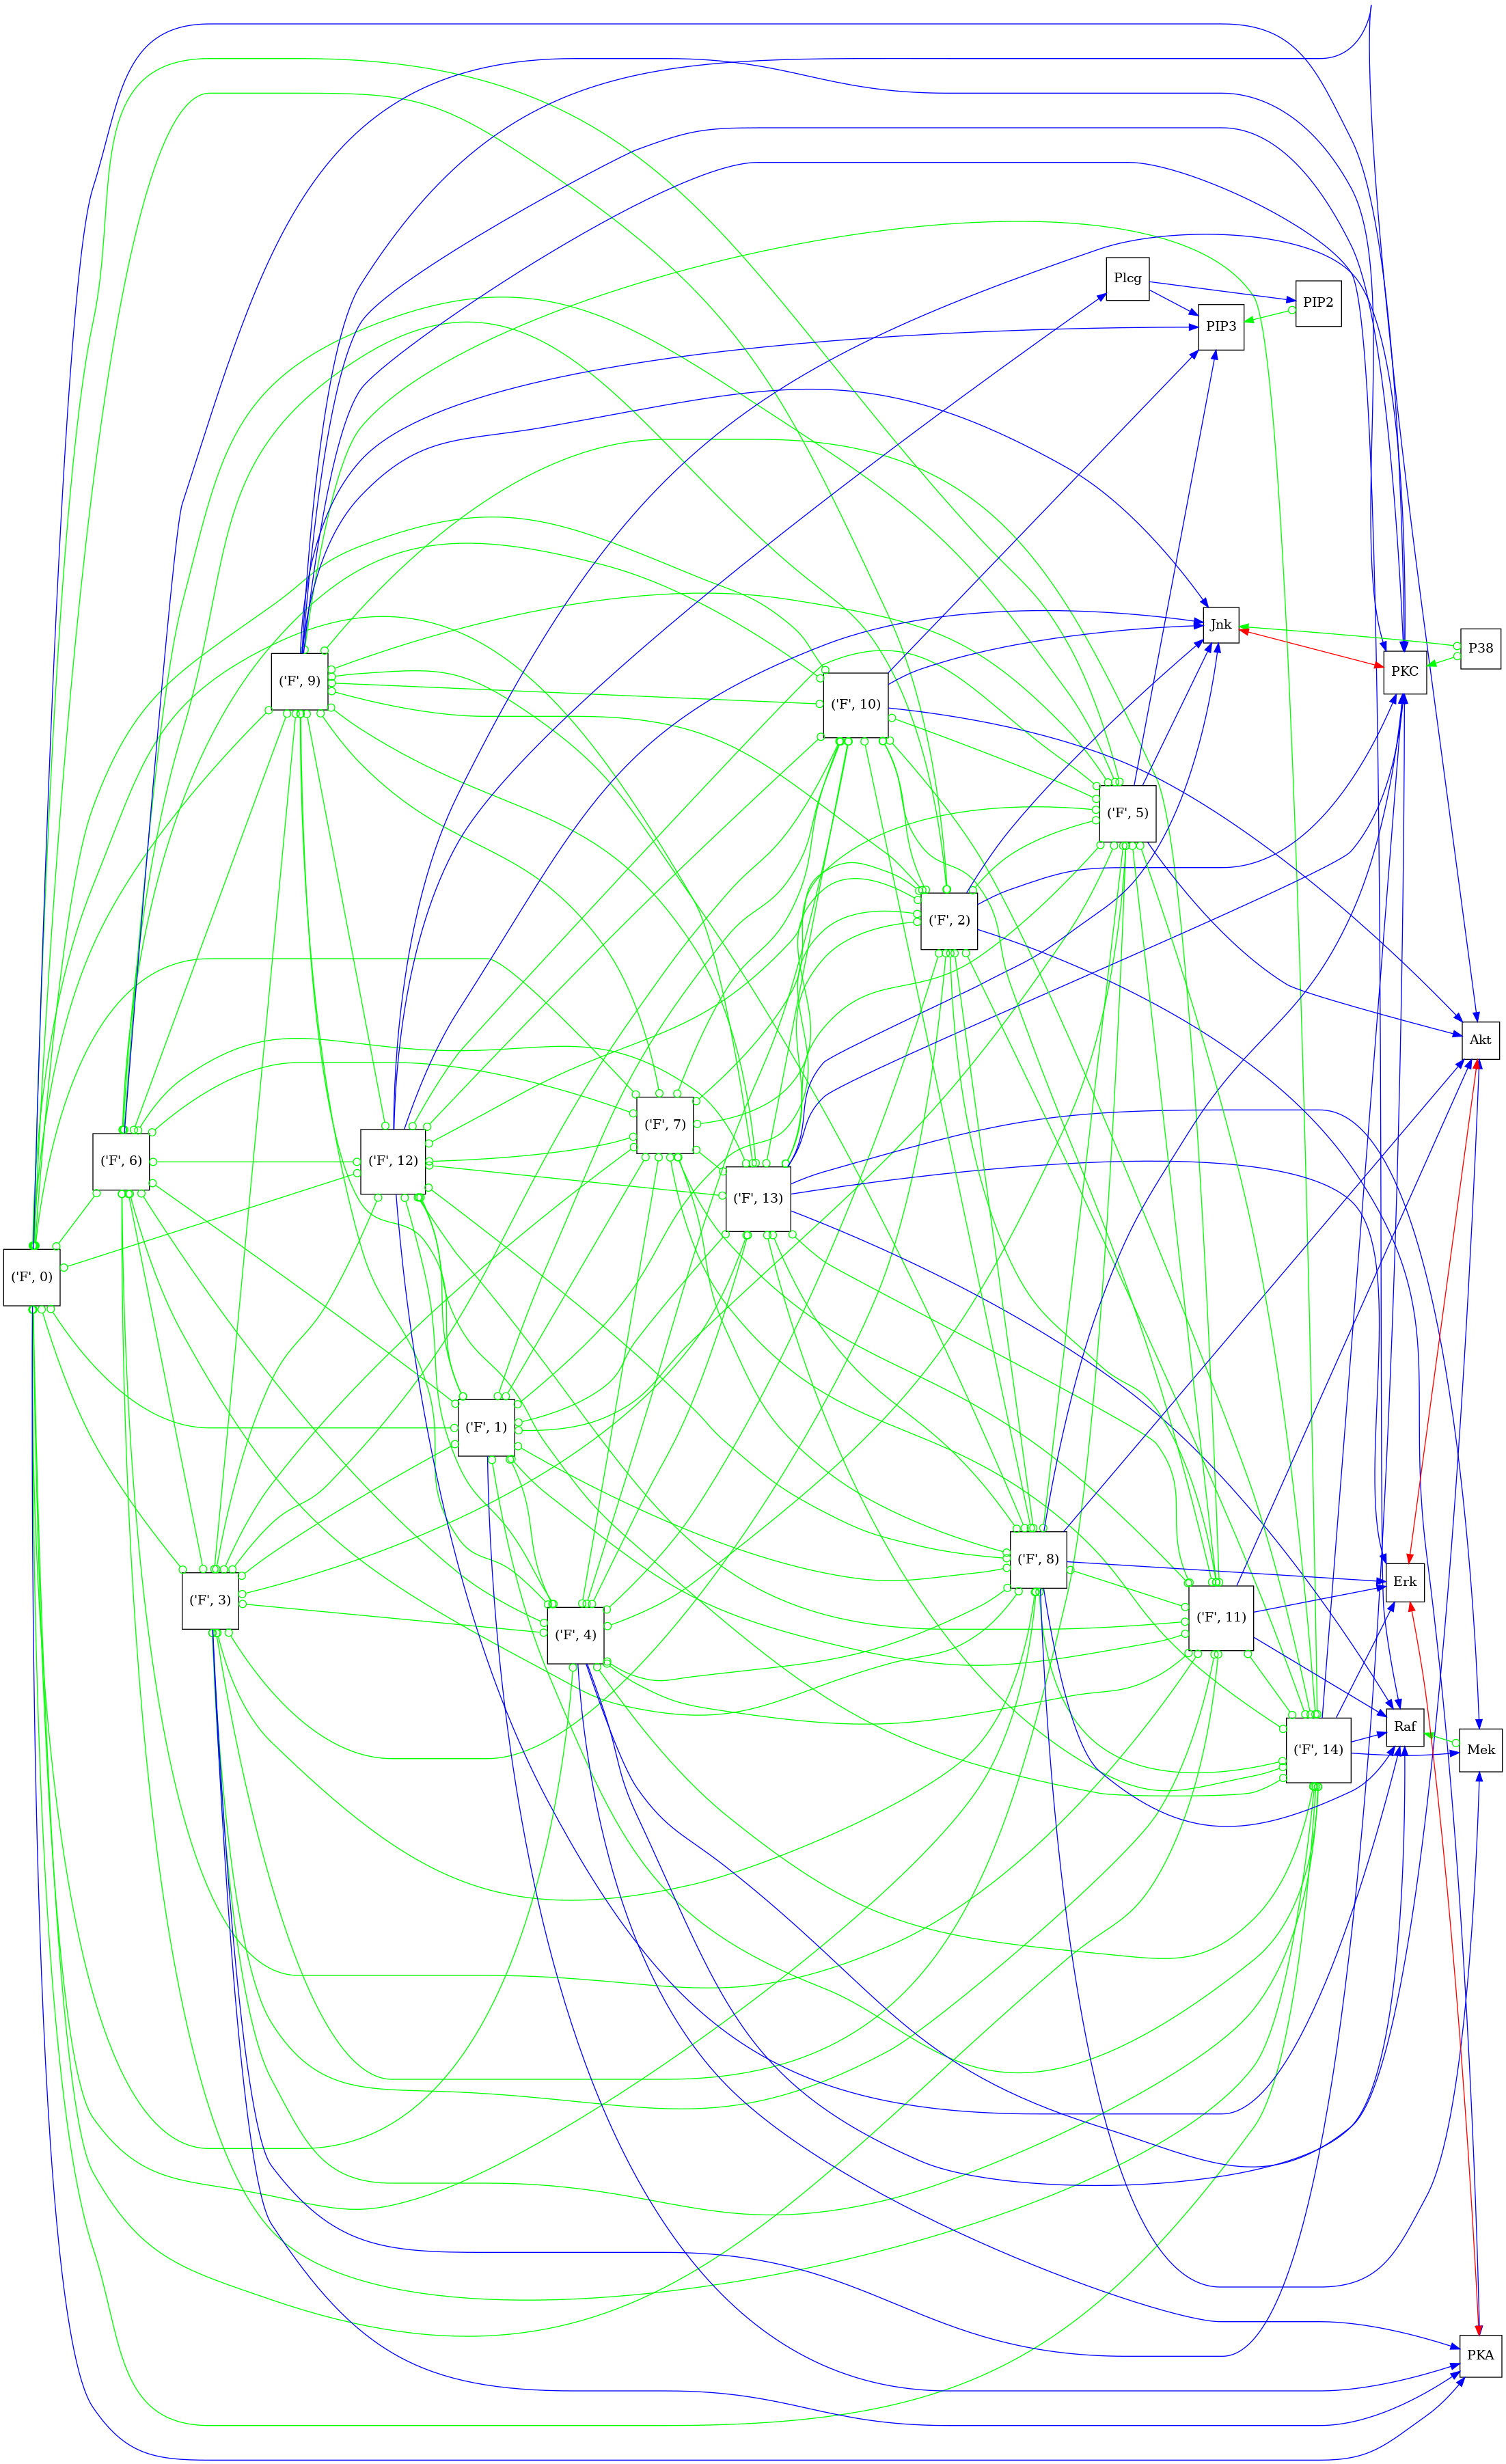 Plcg
PIP2
PIP3
Jnk
P38
PKC
('F', 9)
('F', 10)
('F', 5)
('F', 2)
Akt
('F', 7)
('F', 6)
('F', 12)
('F', 13)
('F', 0)
('F', 1)
('F', 8)
Erk
('F', 3)
('F', 11)
('F', 4)
Raf
('F', 14)
Mek
PKA